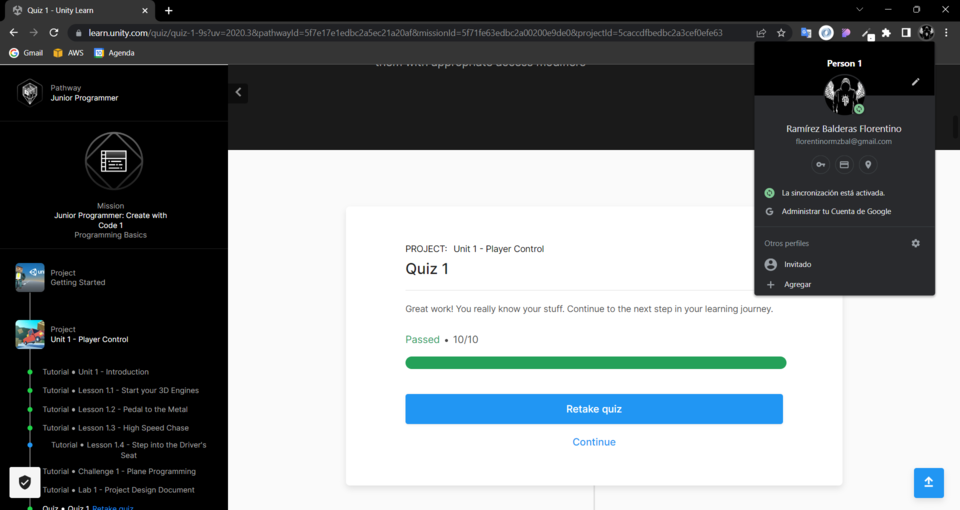 Quiz 1 - Unity Learn
learn.unity.com/quiz/quiz-1-9s?uv=2020.3&pathwayId=5f7e17e1edbc2a5ec21a20af&missionId=5f71fe63edbc2a00200e9de0&projectId=5caccdfbedbc2a3cef0efe63
Gmail
AWS
Agenda
them with appropriate access modifiers
Pathway
Junior Programmer
Mission
Junior Programmer: Create with
Code 1
Programming Basics
Project
Getting Started
Project
Unit 1 - Player Control
Tutorial • Unit 1 - Introduction
Tutorial • Lesson 1.1 - Start your 3D Engines
Tutorial • Lesson 1.2 - Pedal to the Metal
Tutorial • Lesson 1.3 - High Speed Chase
Tutorial • Lesson 1.4 - Step into the Driver's
Seat
Tutorial • Challenge 1 - Plane Programming
Tutorial • Lab 1 - Project Design Document
Quiz • Quiz 1 Retake quiz
PROJECT: Unit 1 - Player Control
Quiz 1
Great work! You really know your stuff. Continue to the next step in your learning journey.
Passed • 10/10
Retake quiz
Continue
Person 1
Ramírez Balderas Florentino
florentinormzbal@gmail.com
La sincronización está activada.
Administrar tu Cuenta de Google
Otros perfiles
Invitado
Agregar